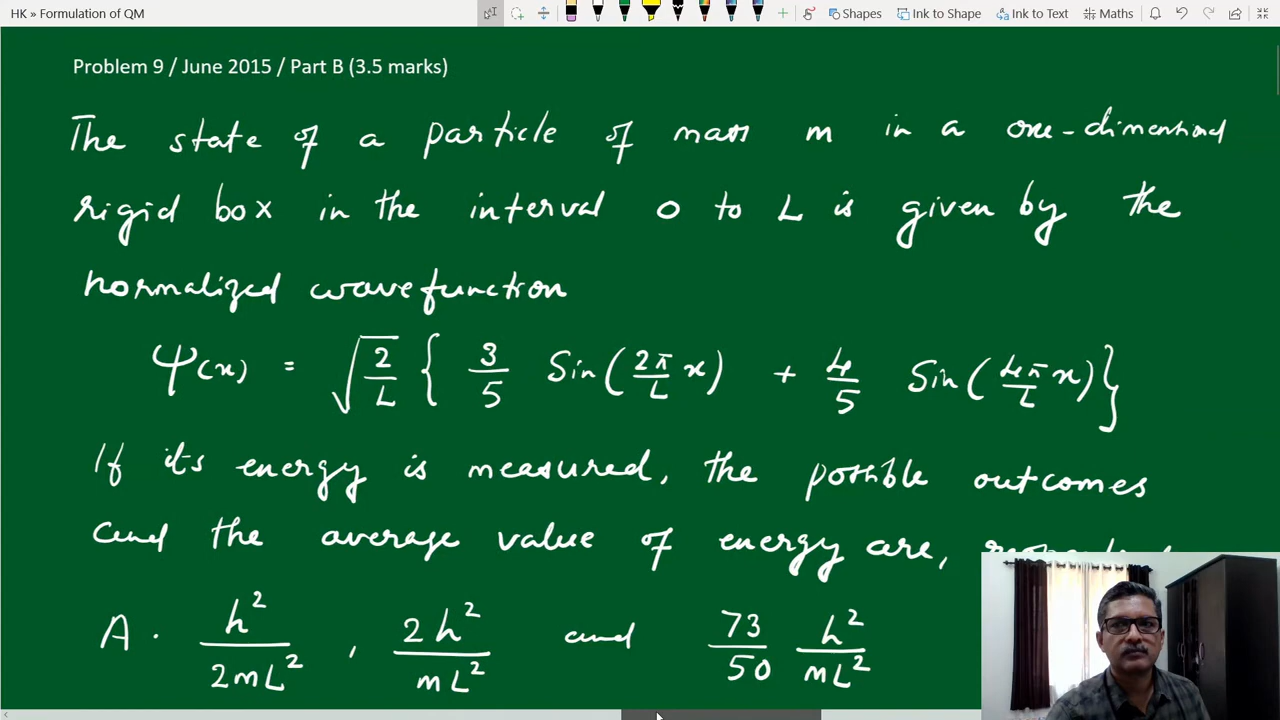 HK » Formulation of QM
Shapes Ink to Shape Ink to Text Maths
Problem 9 / June 2015 / Part B (3.5 marks)
The state of a particle of mass m in a one-dimensional
rigid box in the interval 0 to L is given by the
normalized wavefunction
ψ(x) = √(2/L) { 3/5 Sin(2π/L x) + 4/5 Sin(4π/L x) }
If its energy is measured, the possible outcomes
and the average value of energy are,
A. h²/2mL² , 2h²/mL² and 73/50 h²/mL²